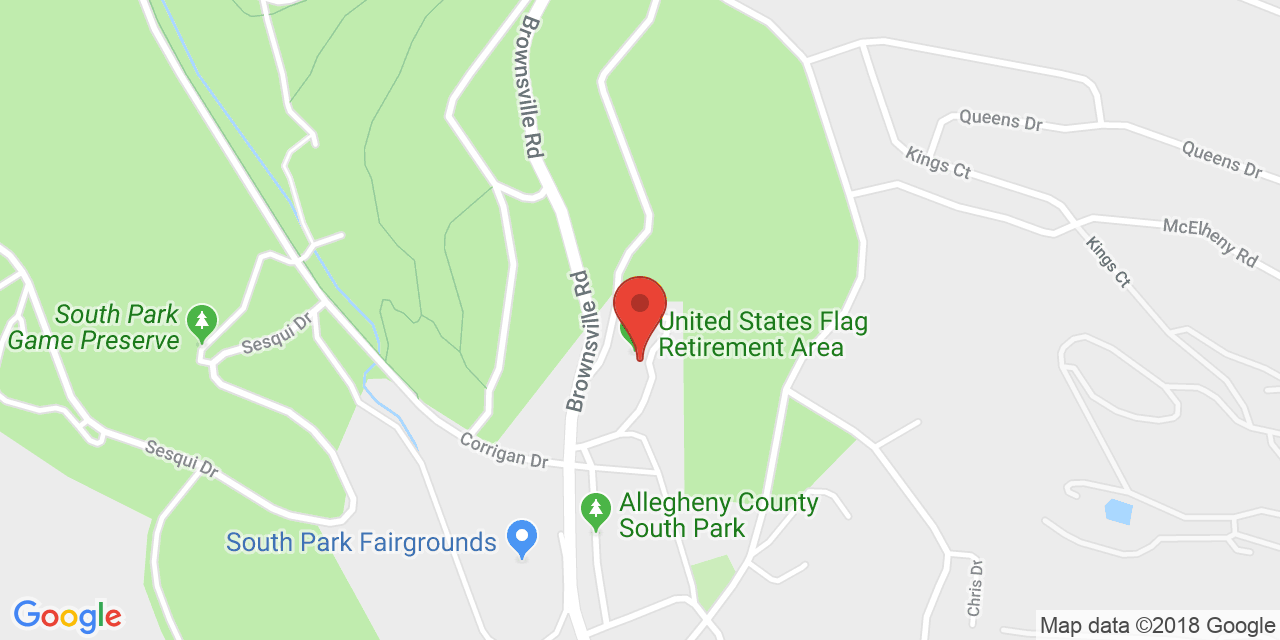 Brownsville Rd
Queens Dr
Queens Dr
Kings Ct
McElheny Rd
Kings Ct
Brownsville Rd
South Park
Game Preserve
Sesqui Dr
United States Flag
Retirement Area
Sesqui Dr
Corrigan Dr
Allegheny County
South Park
South Park Fairgrounds
Chris Dr
Google
Map data ©2018 Google